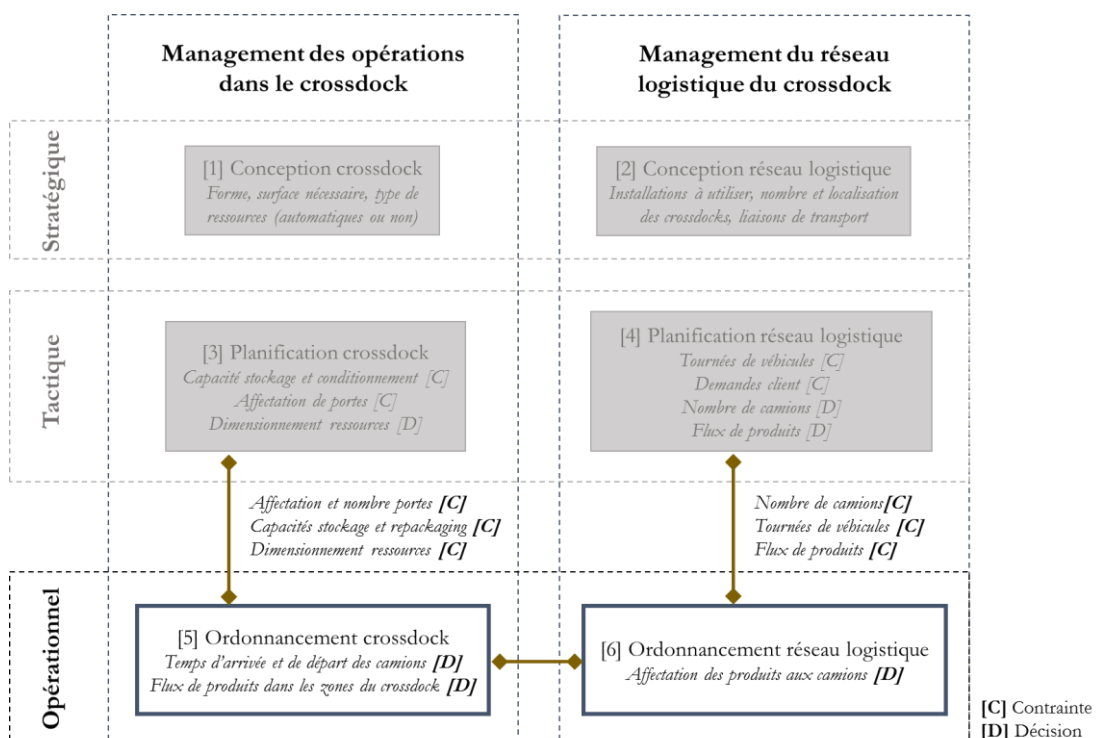 Management des opérations
dans le crossdock
Management du réseau
logistique du crossdock
Stratégique
[1] Conception crossdock
Forme, surface nécessaire, type de
ressources (automatiques ou non)
[2] Conception réseau logistique
Installations à utiliser, nombre et localisation
des crossdocks, liaisons de transport
Tactique
[3] Planification crossdock
Capacité stockage et conditionnement [C]
Affectation de portes [C]
Dimensionnement ressources [D]
[4] Planification réseau logistique
Tournées de véhicules [C]
Demandes client [C]
Nombre de camions [D]
Flux de produits [D]
Affectation et nombre portes [C]
Capacités stockage et repackaging [C]
Dimensionnement ressources [C]
Nombre de camions[C]
Tournées de véhicules [C]
Flux de produits [C]
Opérationnel
[5] Ordonnancement crossdock
Temps d'arrivée et de départ des camions [D]
Flux de produits dans les zones du crossdock [D]
[6] Ordonnancement réseau logistique
Affectation des produits aux camions [D]
[C] Contrainte
[D] Décision